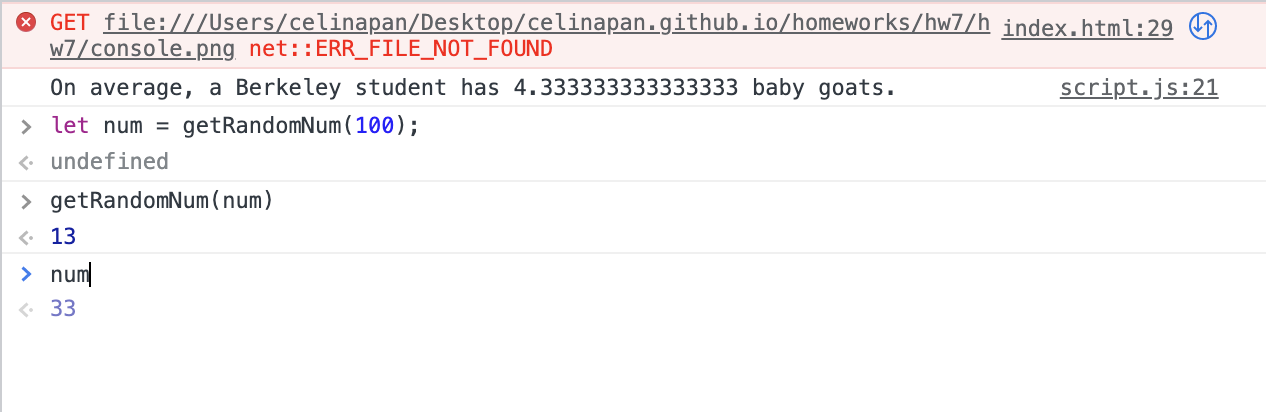 GET file:///Users/celinapan/Desktop/celinapan.github.io/homeworks/hw7/h index.html:29
w7/console.png net::ERR_FILE_NOT_FOUND
On average, a Berkeley student has 4.333333333333333 baby goats. script.js:21
> let num = getRandomNum(100);
undefined
> getRandomNum(num)
13
> num
33